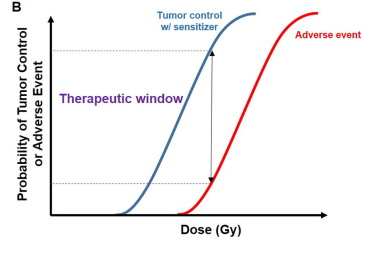 B
Tumor control
w/ sensitizer
Adverse event
Therapeutic window
Probability of Tumor Control
or Adverse Event
Dose (Gy)